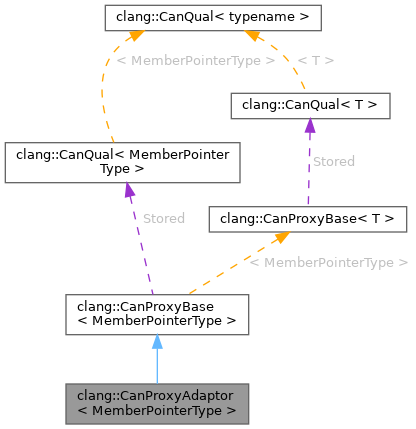 clang::CanQual< typename >
< MemberPointerType >
< T >
clang::CanQual< T >
clang::CanQual< MemberPointer
Type >
Stored
Stored
clang::CanProxyBase< T >
< MemberPointerType >
clang::CanProxyBase
< MemberPointerType >
clang::CanProxyAdaptor
< MemberPointerType >